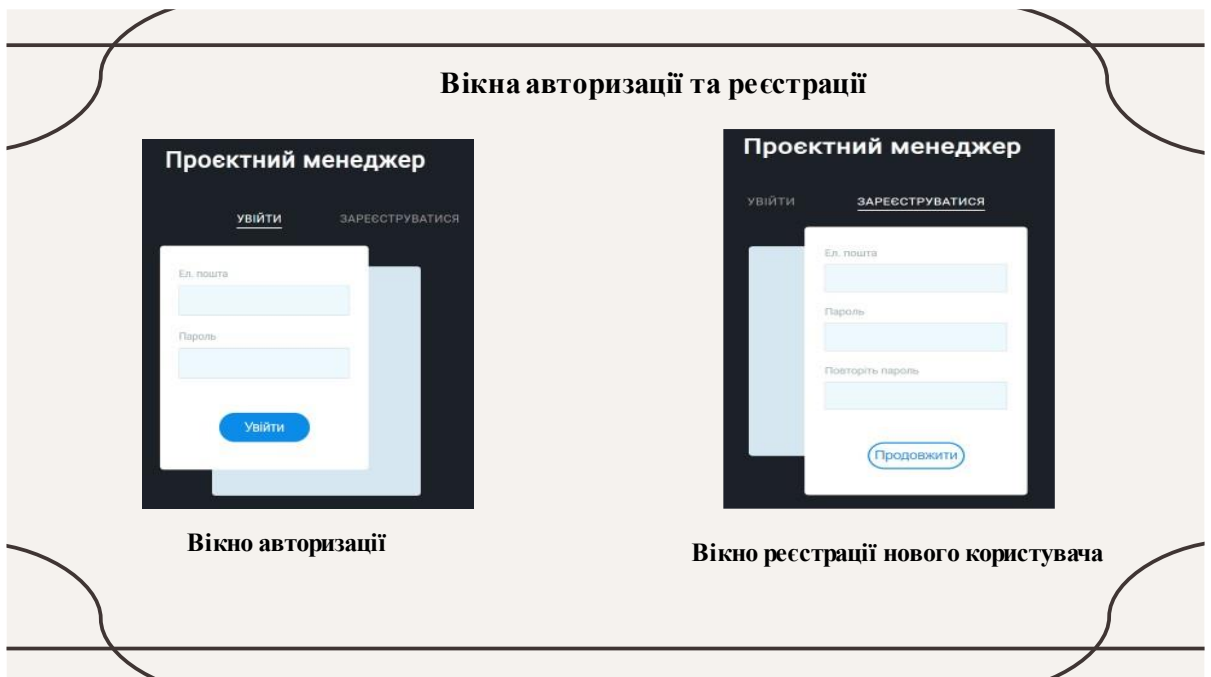 Вікна авторизації та реєстрації
Проєктний менеджер
УВІЙТИ ЗАРЕЄСТРУВАТИСЯ
Ел. пошта
Пароль
Увійти
Вікно авторизації
Проєктний менеджер
УВІЙТИ ЗАРЕЄСТРУВАТИСЯ
Ел. пошта
Пароль
Повторіть пароль
Продовжити
Вікно реєстрації нового користувача